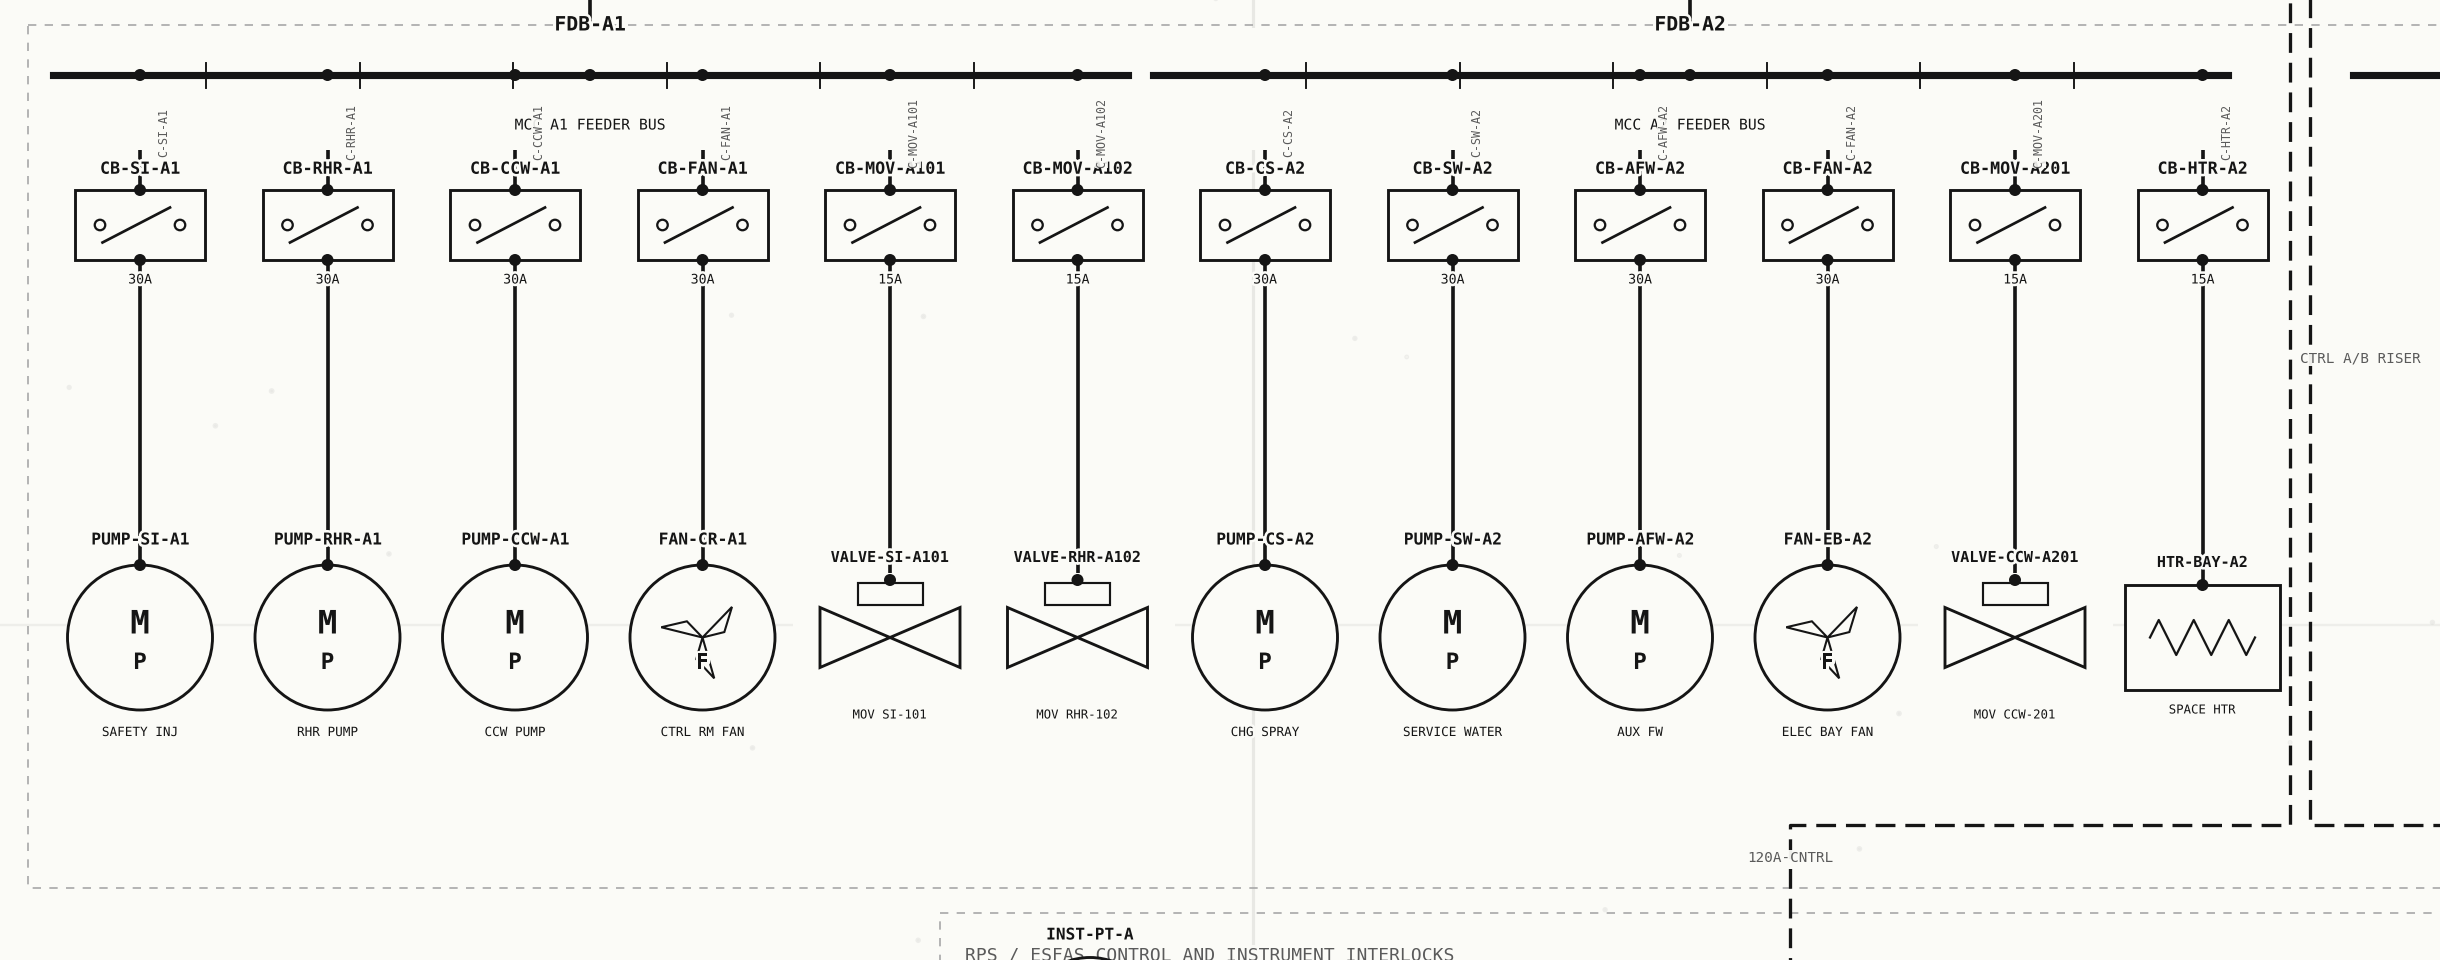 FDB-A1
FDB-A2
C-SI-A1
C-RHR-A1
C-CCW-A1
C-FAN-A1
C-MOV-A101
C-MOV-A102
C-CS-A2
C-SW-A2
C-AFW-A2
C-FAN-A2
C-MOV-A201
C-HTR-A2
MCC A1 FEEDER BUS
MCC A2 FEEDER BUS
CB-SI-A1
CB-RHR-A1
CB-CCW-A1
CB-FAN-A1
CB-MOV-A101
CB-MOV-A102
CB-CS-A2
CB-SW-A2
CB-AFW-A2
CB-FAN-A2
CB-MOV-A201
CB-HTR-A2
30A
30A
30A
30A
15A
15A
30A
30A
30A
30A
15A
15A
CTRL A/B RISER
PUMP-SI-A1
PUMP-RHR-A1
PUMP-CCW-A1
FAN-CR-A1
VALVE-SI-A101
VALVE-RHR-A102
PUMP-CS-A2
PUMP-SW-A2
PUMP-AFW-A2
FAN-EB-A2
VALVE-CCW-A201
HTR-BAY-A2
M
P
M
P
M
P
F
M
P
M
P
M
P
F
SAFETY INJ
RHR PUMP
CCW PUMP
CTRL RM FAN
MOV SI-101
MOV RHR-102
CHG SPRAY
SERVICE WATER
AUX FW
ELEC BAY FAN
MOV CCW-201
SPACE HTR
120A-CNTRL
INST-PT-A
RPS / ESFAS CONTROL AND INSTRUMENT INTERLOCKS